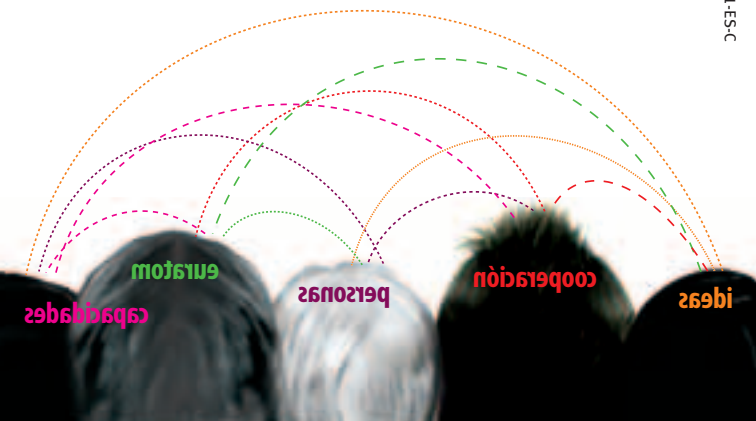 1-ES-C
euratom
capacidades
personas
cooperación
ideas